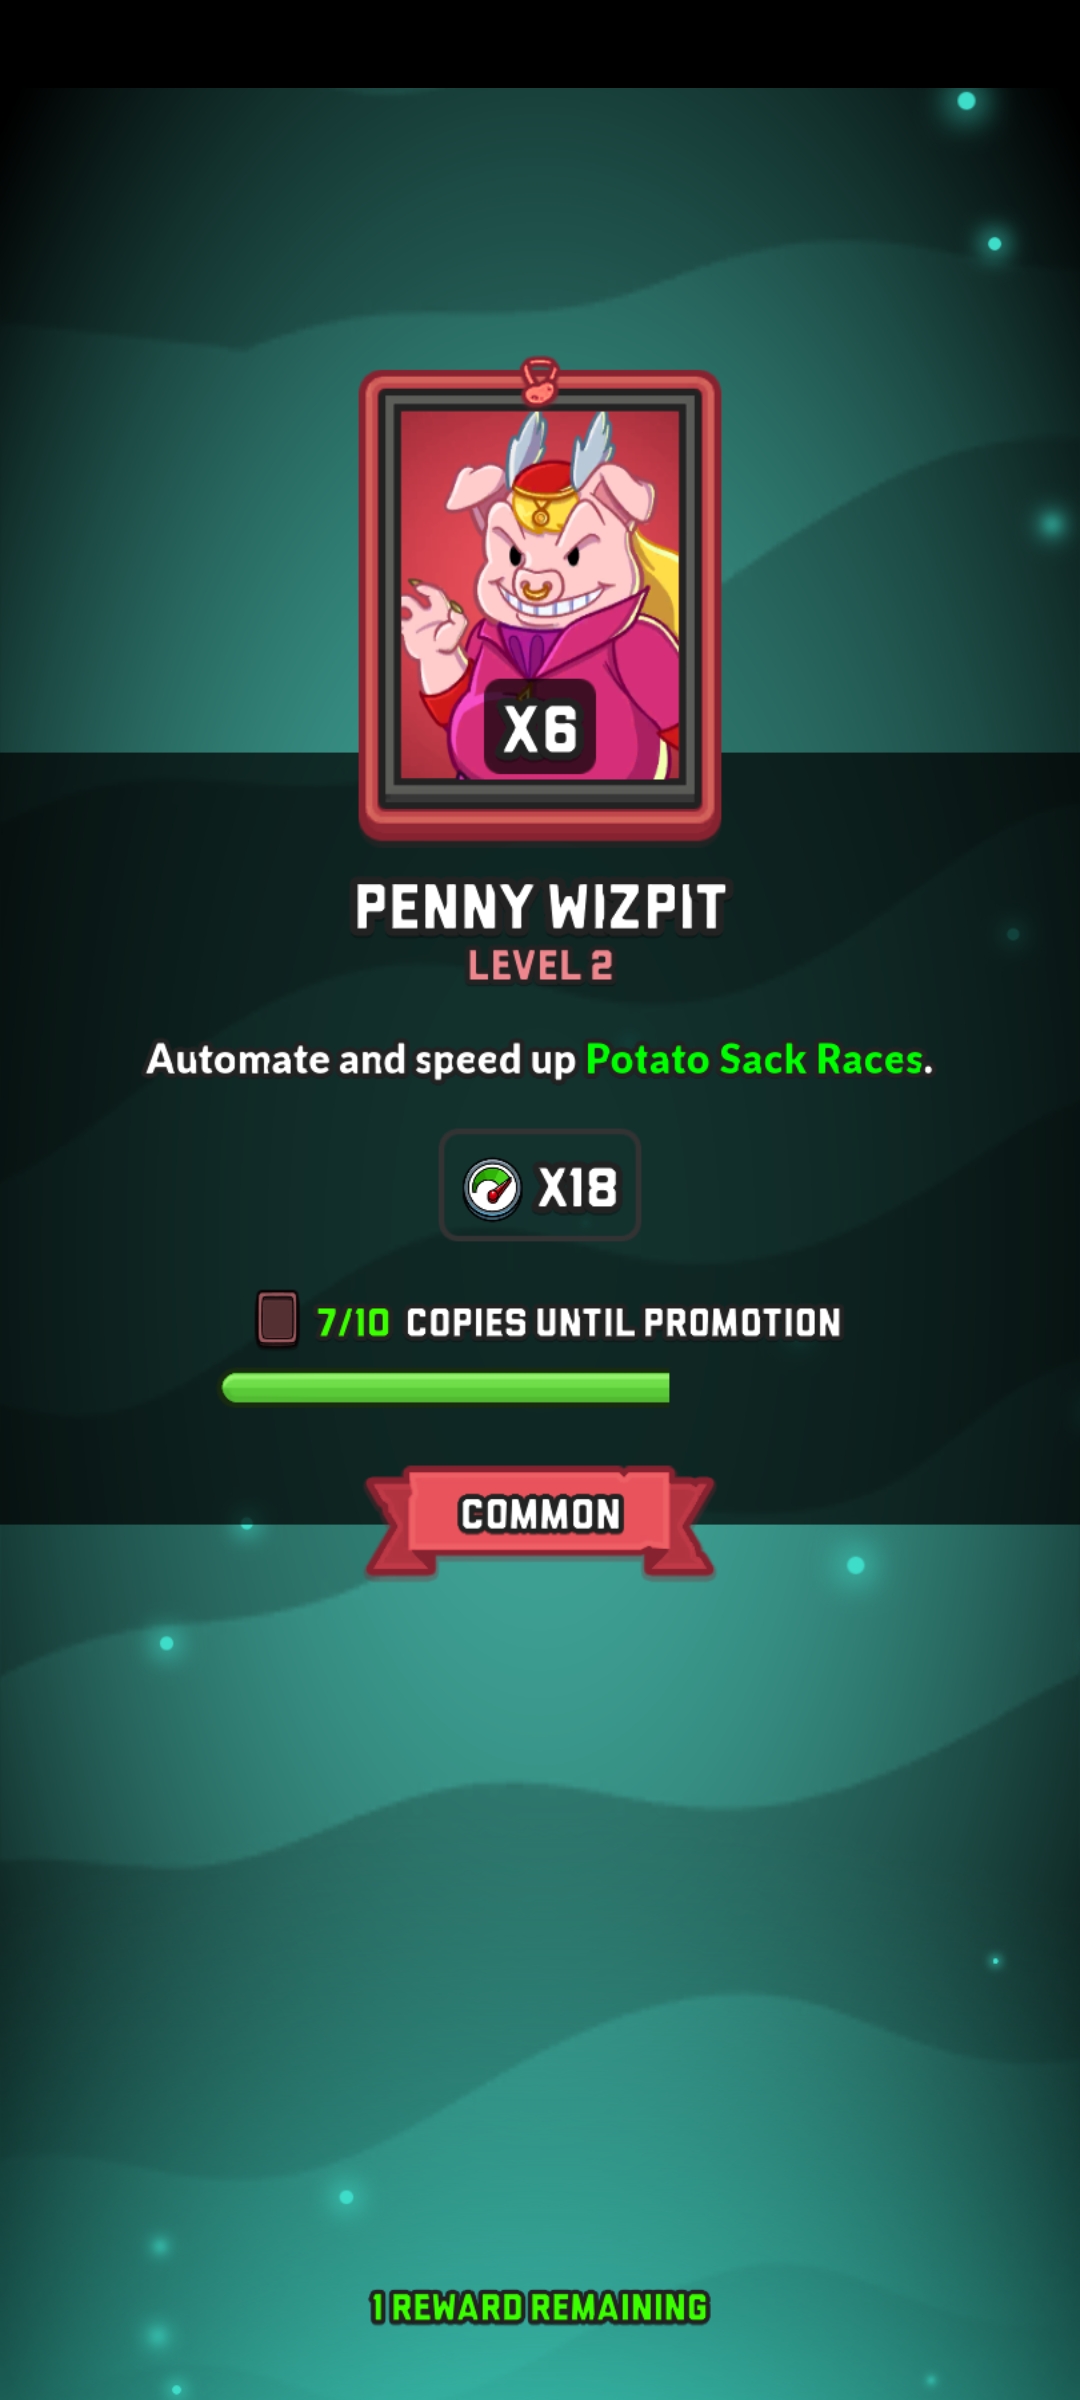 X6
PENNY WIZPIT
LEVEL 2
Automate and speed up Potato Sack Races.
X18
7/10 COPIES UNTIL PROMOTION
COMMON
1 REWARD REMAINING